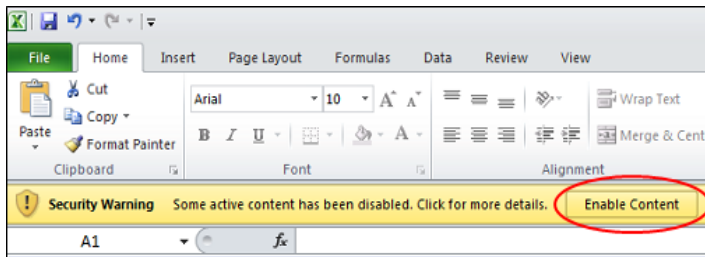 File Home Insert Page Layout Formulas Data Review View
Cut
Arial 10 A A Wrap Text
Copy
Paste
B I U A Merge & Cent
Format Painter
Clipboard Font Alignment
Security Warning Some active content has been disabled. Click for more details. Enable Content
A1 fx